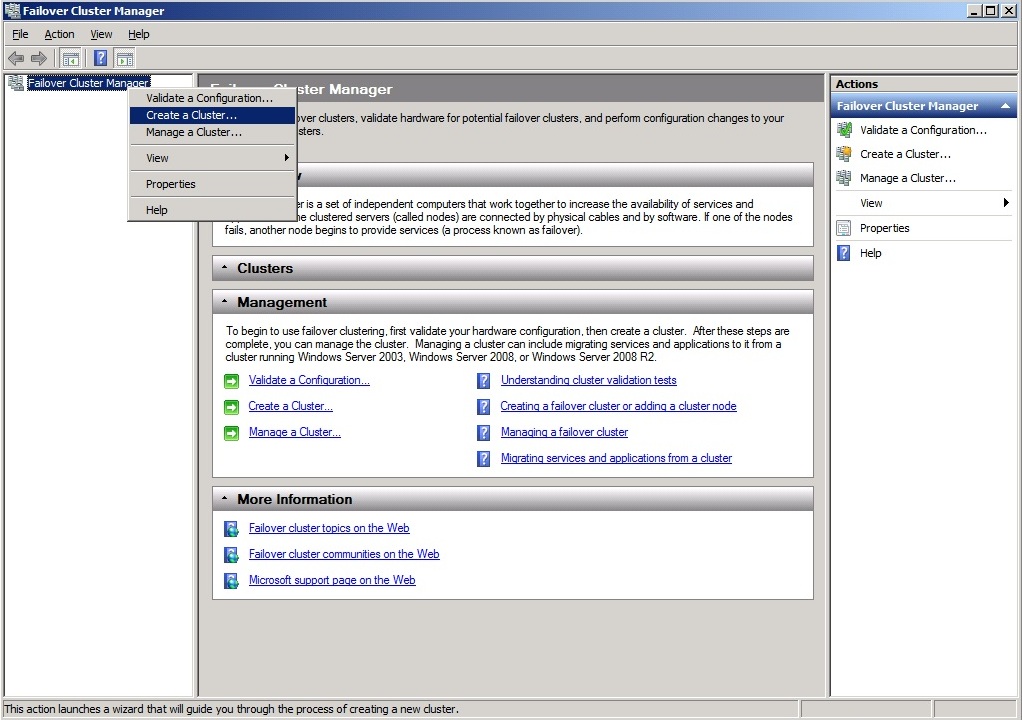 Failover Cluster Manager
File Action View Help
Failover Cluster Manager
Validate a Configuration...
Create a Cluster...
Manage a Cluster...
View
Properties
Help
ster Manager
over clusters, validate hardware for potential failover clusters, and perform configuration changes to your
sters.
er is a set of independent computers that work together to increase the availability of services and
he clustered servers (called nodes) are connected by physical cables and by software. If one of the nodes
fails, another node begins to provide services (a process known as failover).
Clusters
Management
To begin to use failover clustering, first validate your hardware configuration, then create a cluster. After these steps are
complete, you can manage the cluster. Managing a cluster can include migrating services and applications to it from a
cluster running Windows Server 2003, Windows Server 2008, or Windows Server 2008 R2.
Validate a Configuration...
Create a Cluster...
Manage a Cluster...
Understanding cluster validation tests
Creating a failover cluster or adding a cluster node
Managing a failover cluster
Migrating services and applications from a cluster
More Information
Failover cluster topics on the Web
Failover cluster communities on the Web
Microsoft support page on the Web
Actions
Failover Cluster Manager
Validate a Configuration...
Create a Cluster...
Manage a Cluster...
View
Properties
Help
This action launches a wizard that will guide you through the process of creating a new cluster.